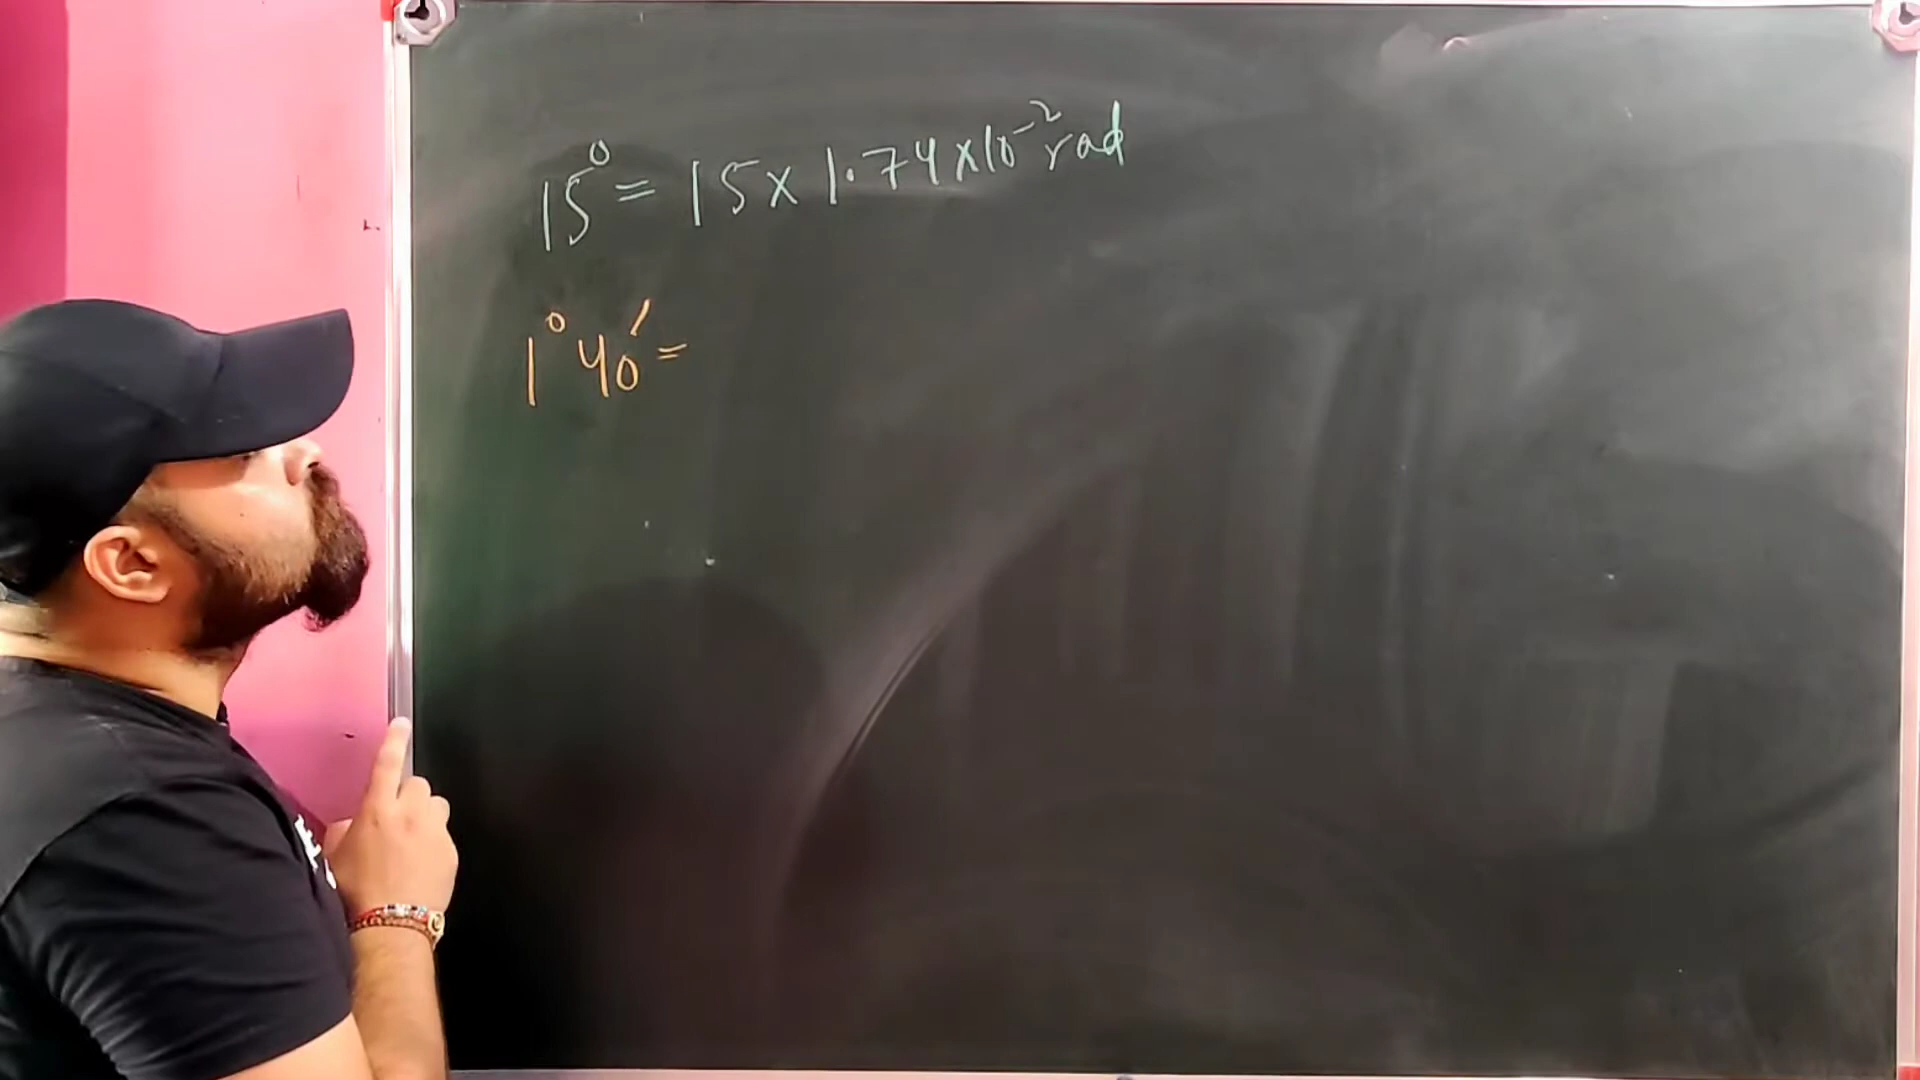 15° = 15 × 1.74 × 10⁻² rad
1° 40′ =